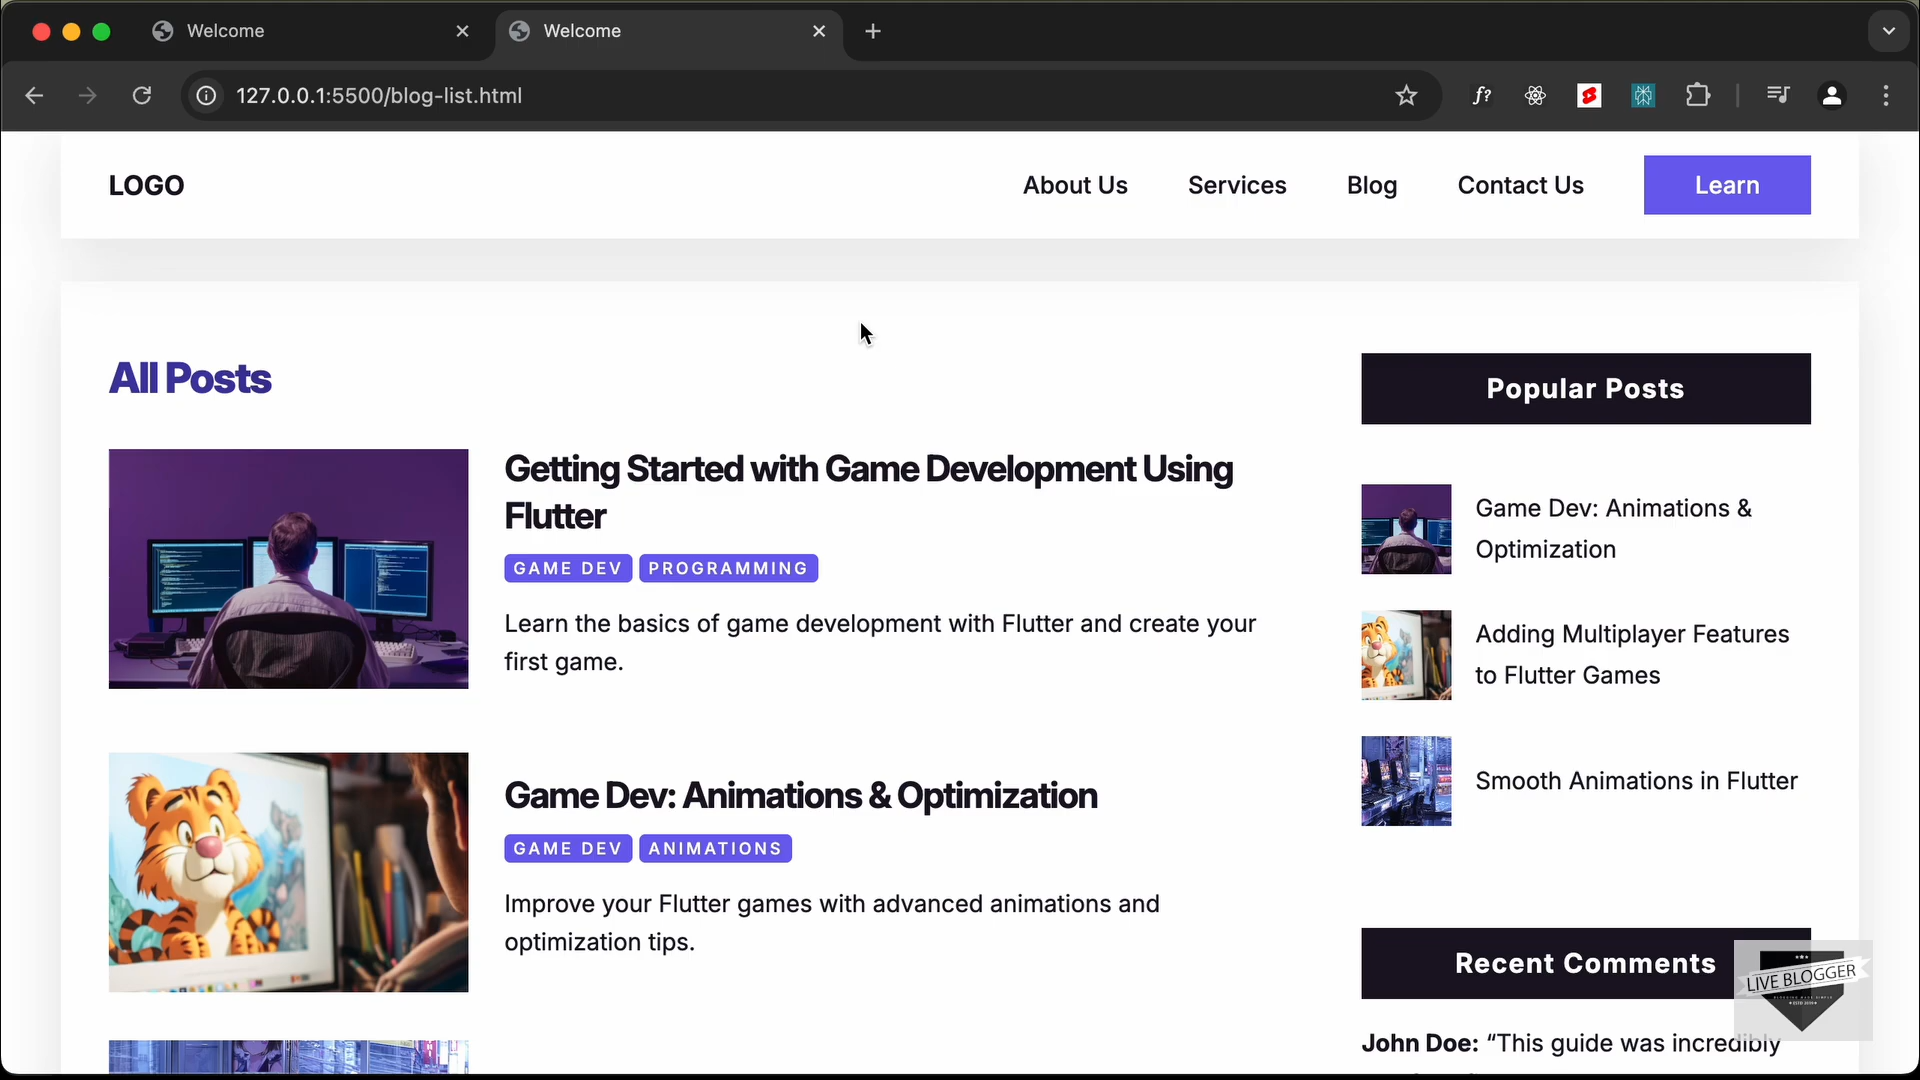 Welcome
Welcome
127.0.0.1:5500/blog-list.html
f?
LOGO
About Us
Services
Blog
Contact Us
Learn
All Posts
Getting Started with Game Development Using
Flutter
GAME DEV
PROGRAMMING
Learn the basics of game development with Flutter and create your
first game.
Game Dev: Animations & Optimization
GAME DEV
ANIMATIONS
Improve your Flutter games with advanced animations and
optimization tips.
Popular Posts
Game Dev: Animations &
Optimization
Adding Multiplayer Features
to Flutter Games
Smooth Animations in Flutter
Recent Comments
John Doe: “This guide was incredibly
LIVE BLOGGER